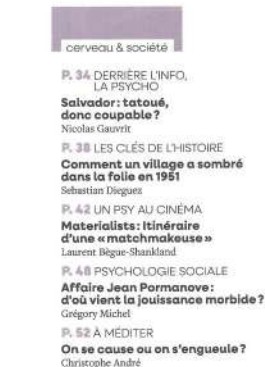 cerveau & société
P. 34 DERRIÈRE L'INFO,
LA PSYCHO
Salvador : tatoué,
donc coupable ?
Nicolas Gauvrit
P. 38 LES CLÉS DE L'HISTOIRE
Comment un village a sombré
dans la folie en 1951
Sebastian Dieguez
P. 42 UN PSY AU CINÉMA
Materialists : Itinéraire
d'une « matchmakeuse »
Laurent Bègue-Shankland
P. 48 PSYCHOLOGIE SOCIALE
Affaire Jean Pormanove :
d'où vient la jouissance morbide ?
Grégory Michel
P. 52 À MÉDITER
On se cause ou on s'engueule ?
Christophe André